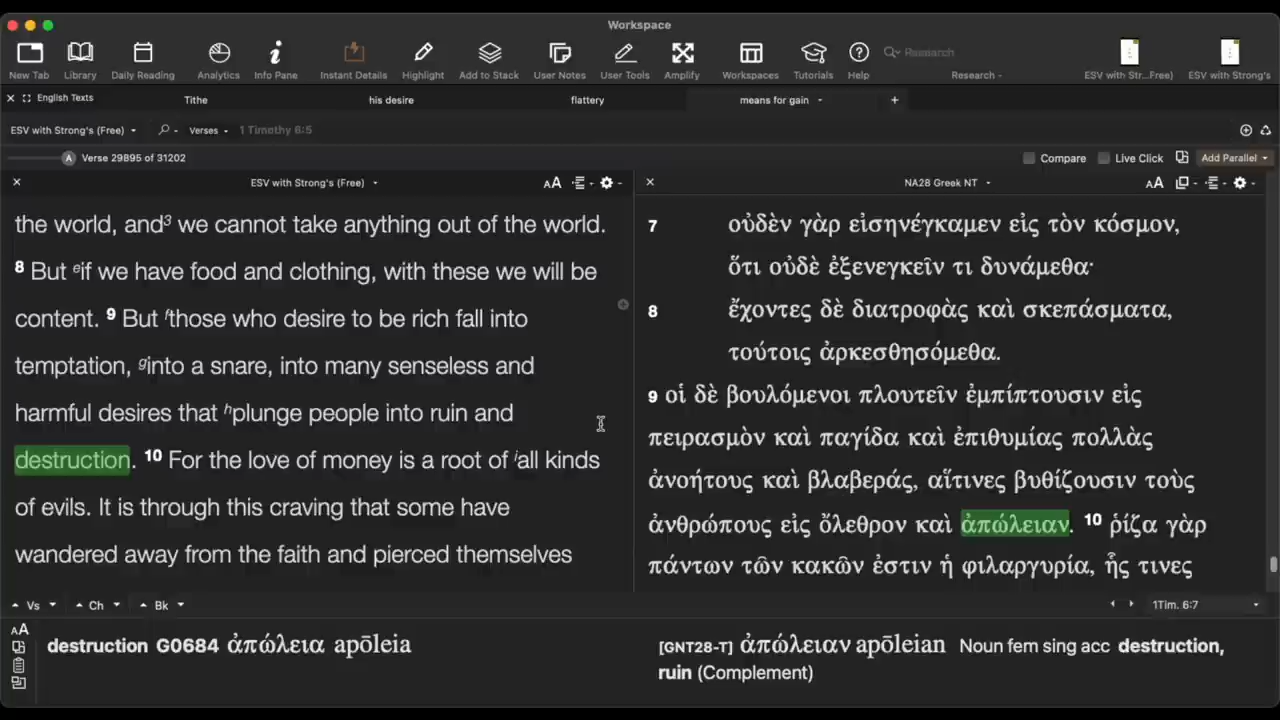 Workspace
New Tab Library Daily Reading Analytics Info Pane Instant Details Highlight Add to Stack User Notes User Tools Amplify Workspaces Tutorials Help Research Research ESV with Str...Free) ESV with Strong's
English Texts Tithe his desire flattery means for gain +
ESV with Strong's (Free) Verses 1 Timothy 6:5
A Verse 29895 of 31202 Compare Live Click Add Parallel
ESV with Strong's (Free) AA
the world, and3 we cannot take anything out of the world.
8 But eif we have food and clothing, with these we will be
content. 9 But fthose who desire to be rich fall into
temptation, ginto a snare, into many senseless and
harmful desires that hplunge people into ruin and
destruction. 10 For the love of money is a root of iall kinds
of evils. It is through this craving that some have
wandered away from the faith and pierced themselves
NA28 Greek NT AA
7 οὐδὲν γὰρ εἰσηνέγκαμεν εἰς τὸν κόσμον,
ὅτι οὐδὲ ἐξενεγκεῖν τι δυνάμεθα·
8 ἔχοντες δὲ διατροφὰς καὶ σκεπάσματα,
τούτοις ἀρκεσθησόμεθα.
9 οἱ δὲ βουλόμενοι πλουτεῖν ἐμπίπτουσιν εἰς
πειρασμὸν καὶ παγίδα καὶ ἐπιθυμίας πολλὰς
ἀνοήτους καὶ βλαβεράς, αἵτινες βυθίζουσιν τοὺς
ἀνθρώπους εἰς ὄλεθρον καὶ ἀπώλειαν. 10 ῥίζα γὰρ
πάντων τῶν κακῶν ἐστιν ἡ φιλαργυρία, ἧς τινες
Vs Ch Bk 1Tim. 6:7
AA
destruction G0684 ἀπώλεια apōleia
[GNT28-T] ἀπώλειαν apōleian Noun fem sing acc destruction,
ruin (Complement)